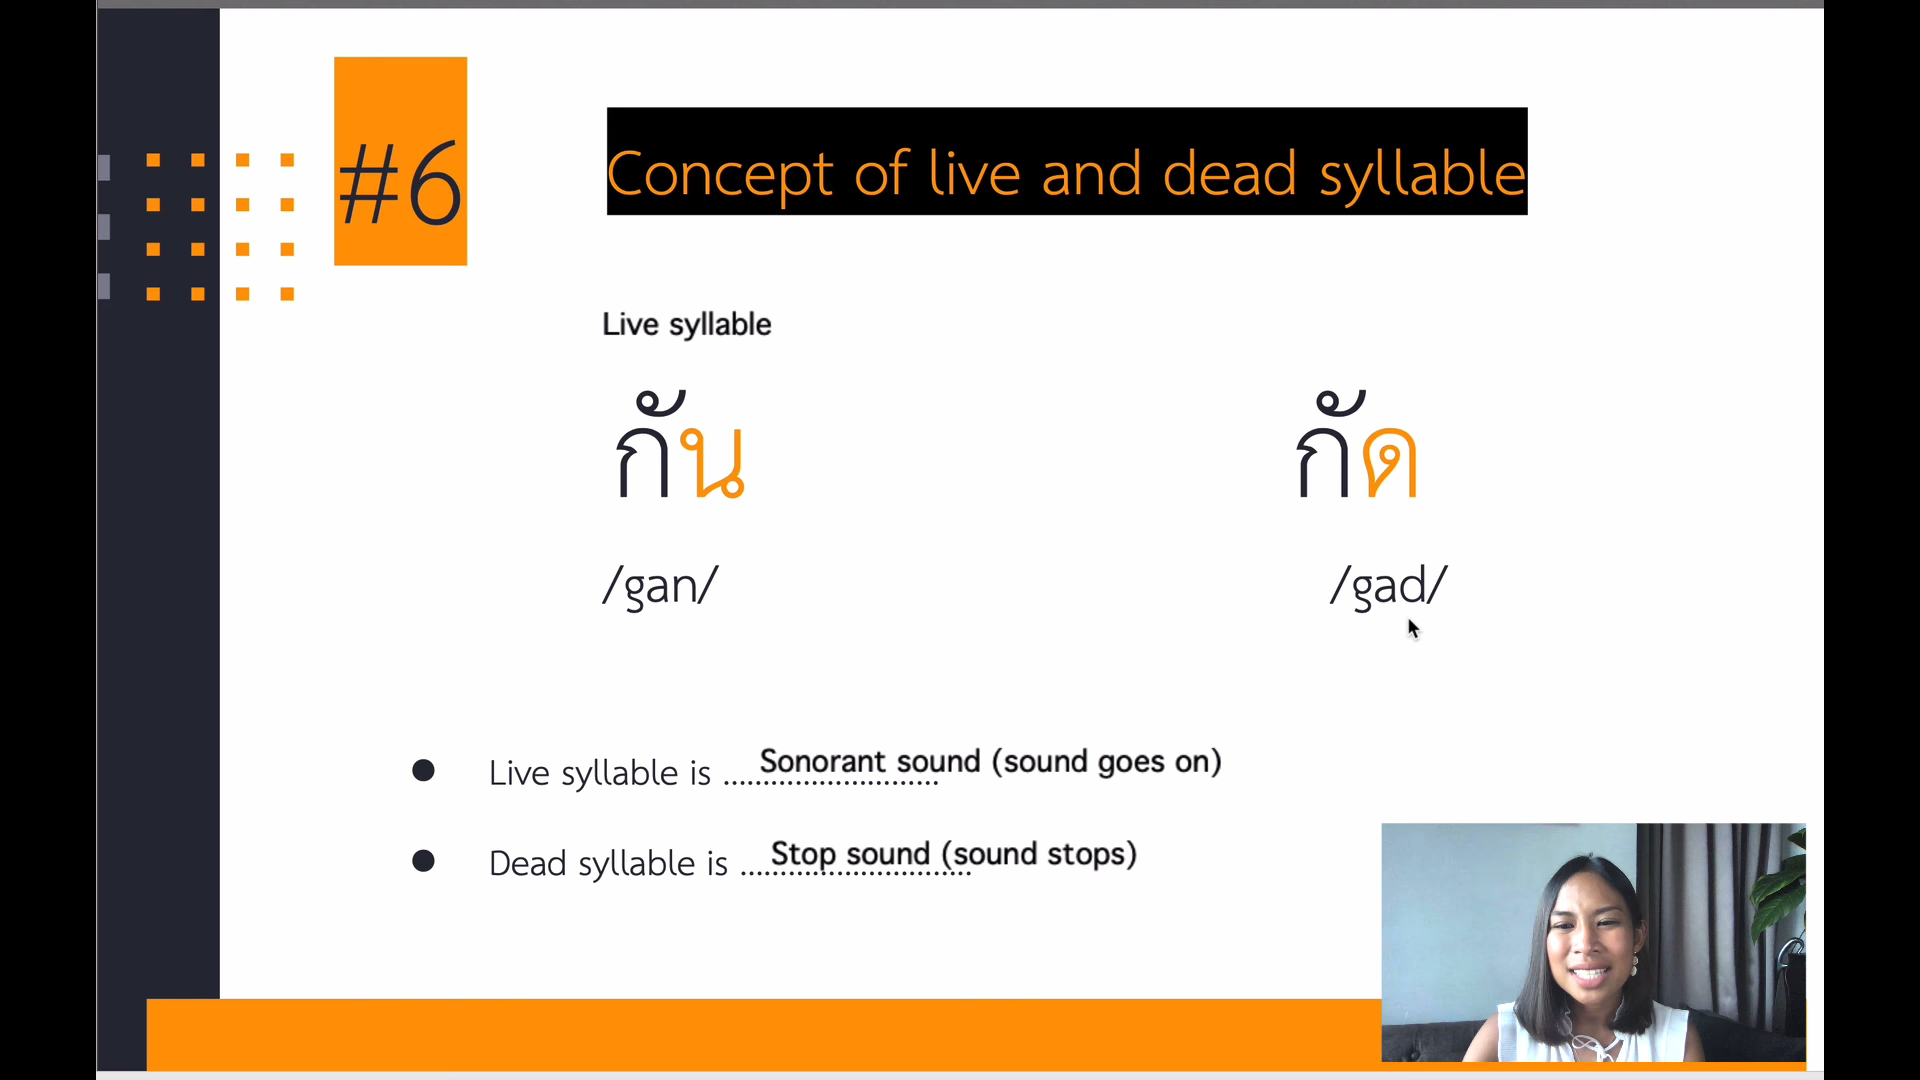 #6
Concept of live and dead syllable
Live syllable
กัน
กัด
/gan/
/gad/
● Live syllable is ........................ Sonorant sound (sound goes on)
● Dead syllable is .......................... Stop sound (sound stops)